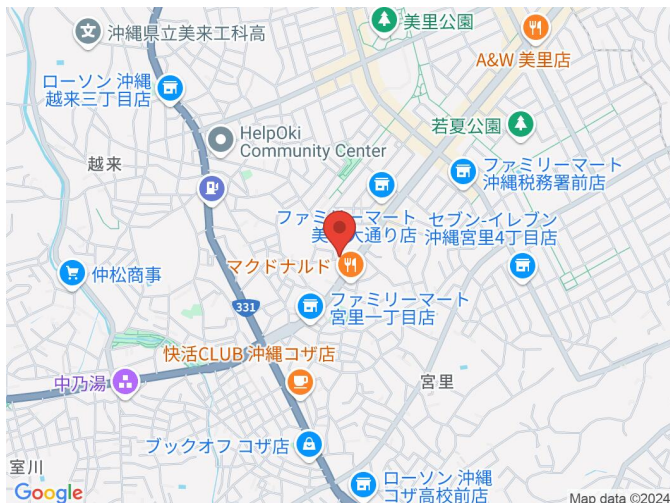 沖縄県立美来工科高
美里公園
A&W 美里店
ローソン 沖縄
越来三丁目店
HelpOki
Community Center
若夏公園
越来
ファミリーマート
沖縄税務署前店
ファミリーマート
セブン-イレブン
沖縄宮里4丁目店
マクドナルド
仲松商事
331
ファミリーマート
宮里一丁目店
快活CLUB 沖縄コザ店
中乃湯
宮里
ブックオフ コザ店
室川
ローソン 沖縄
コザ高校前店
Google
Map data ©2024